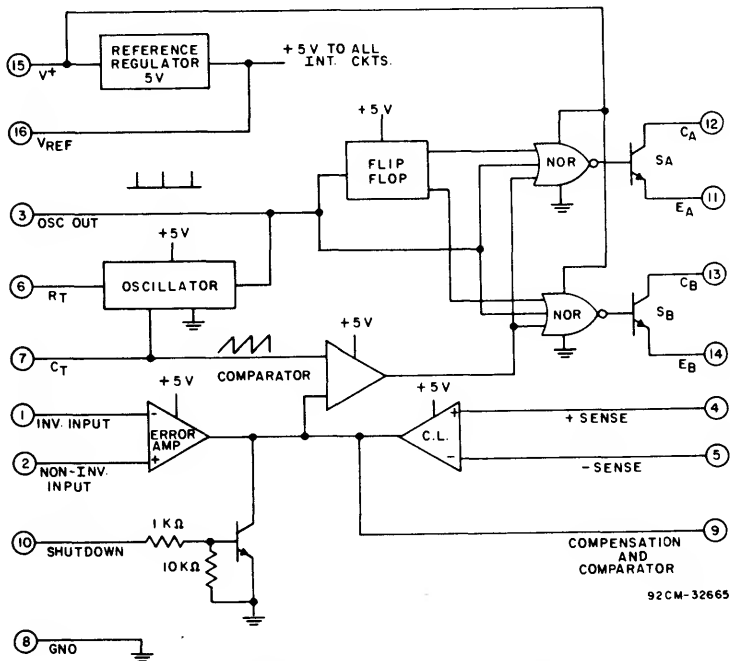 15
V+
REFERENCE
REGULATOR
5V
+5V TO ALL
INT. CKTS.
16
VREF
+5V
FLIP
FLOP
NOR
SA
CA
12
EA
11
3
OSC OUT
+5V
6
RT
OSCILLATOR
NOR
SB
CB
13
EB
14
7
CT
COMPARATOR
+5V
1
INV. INPUT
-
+5V
ERROR
AMP
2
NON-INV.
INPUT
+
+5V
C.L.
+
-
+ SENSE
4
- SENSE
5
10
SHUTDOWN
1KΩ
10KΩ
9
COMPENSATION
AND
COMPARATOR
92CM-32665
8
GNO